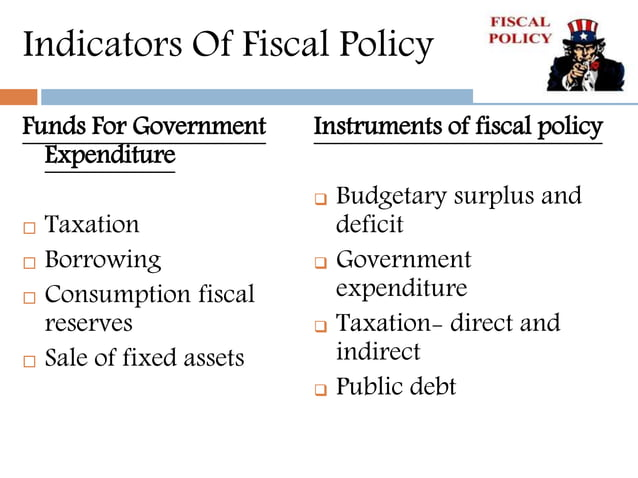 Indicators Of Fiscal Policy
FISCAL
POLICY
Funds For Government
Expenditure
Taxation
Borrowing
Consumption fiscal
reserves
Sale of fixed assets
Instruments of fiscal policy
Budgetary surplus and
deficit
Government
expenditure
Taxation- direct and
indirect
Public debt